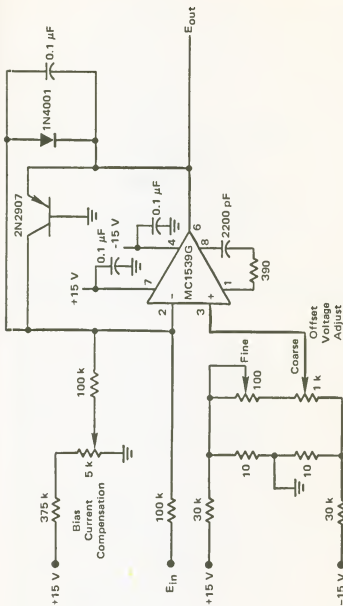 +15 V
375 k
Bias
Current
Compensation
5 k
100 k
2N2907
1N4001
0.1 µF
+15 V
0.1 µF
-15 V
0.1 µF
Ein
100 k
2
-
7
4
MC1539G
6
Eout
3
+
1
8
2200 pF
390
+15 V
30 k
10
10
Fine
100
Coarse
1 k
Offset
Voltage
Adjust
30 k
-15 V